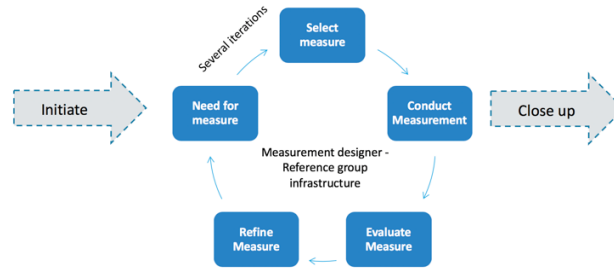 Several iterations
Select
measure
Initiate
Need for
measure
Conduct
Measurement
Close up
Measurement designer -
Reference group
infrastructure
Refine
Measure
Evaluate
Measure